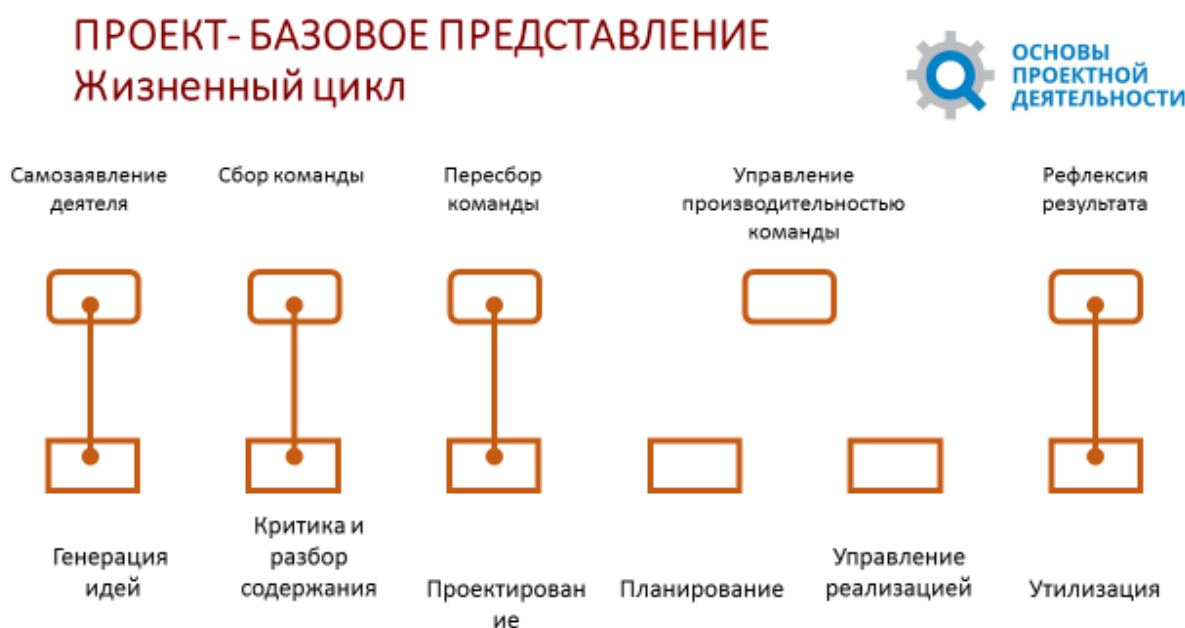 ПРОЕКТ- БАЗОВОЕ ПРЕДСТАВЛЕНИЕ
Жизненный цикл
ОСНОВЫ
ПРОЕКТНОЙ
ДЕЯТЕЛЬНОСТИ
Самозаявление
деятеля
Сбор команды
Пересбор
команды
Управление
производительностью
команды
Рефлексия
результата
Генерация
идей
Критика и
разбор
содержания
Проектирован
ие
Планирование
Управление
реализацией
Утилизация